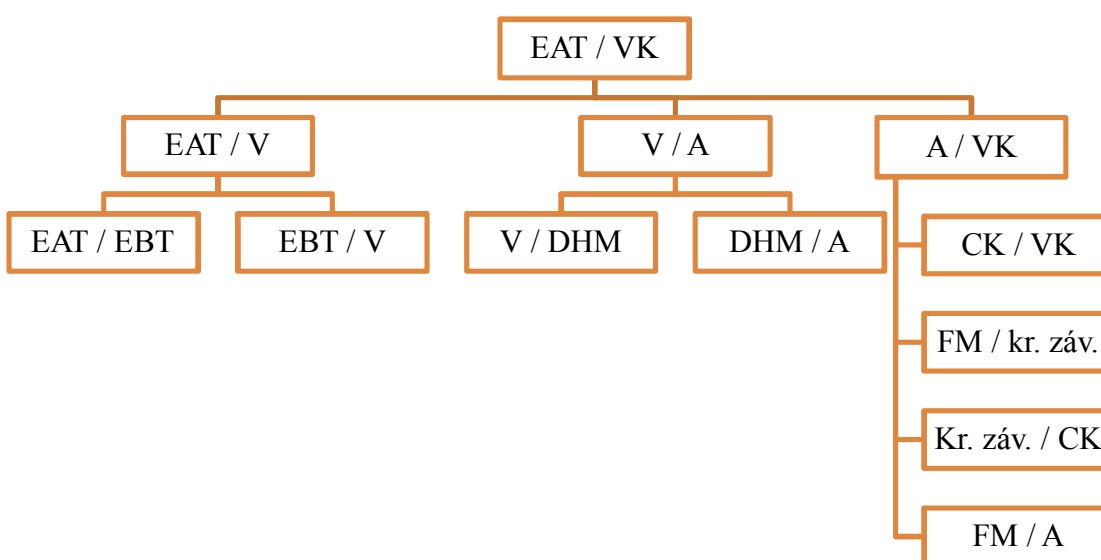 EAT / VK
EAT / V
V / A
A / VK
EAT / EBT
EBT / V
V / DHM
DHM / A
CK / VK
FM / kr. záv.
Kr. záv. / CK
FM / A